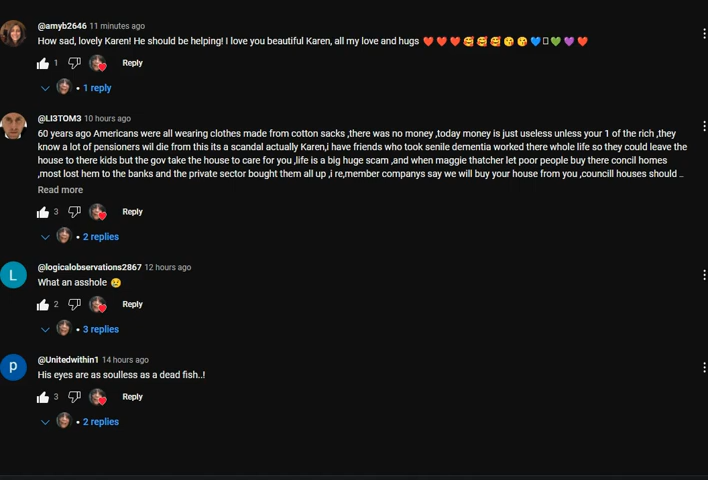 @amyb2646 11 minutes ago
How sad, lovely Karen! He should be helping! I love you beautiful Karen, all my love and hugs ❤️ ❤️ ❤️ 🥰 🥰 🥰 😘 😘 💙 💚 💜 ❤️
1 Reply
• 1 reply
@LI3TOM3 10 hours ago
60 years ago Americans were all wearing clothes made from cotton sacks ,there was no money ,today money is just useless unless your 1 of the rich ,they
know a lot of pensioners wil die from this its a scandal actually Karen,i have friends who took senile dementia worked there whole life so they could leave the
house to there kids but the gov take the house to care for you ,life is a big huge scam ,and when maggie thatcher let poor people buy there concil homes
,most lost hem to the banks and the private sector bought them all up ,i re,member companys say we will buy your house from you ,councill houses should ..
Read more
3 Reply
• 2 replies
L
@logicalobservations2867 12 hours ago
What an asshole 😢
2 Reply
• 3 replies
P
@Unitedwithin1 14 hours ago
His eyes are as soulless as a dead fish..!
3 Reply
• 2 replies